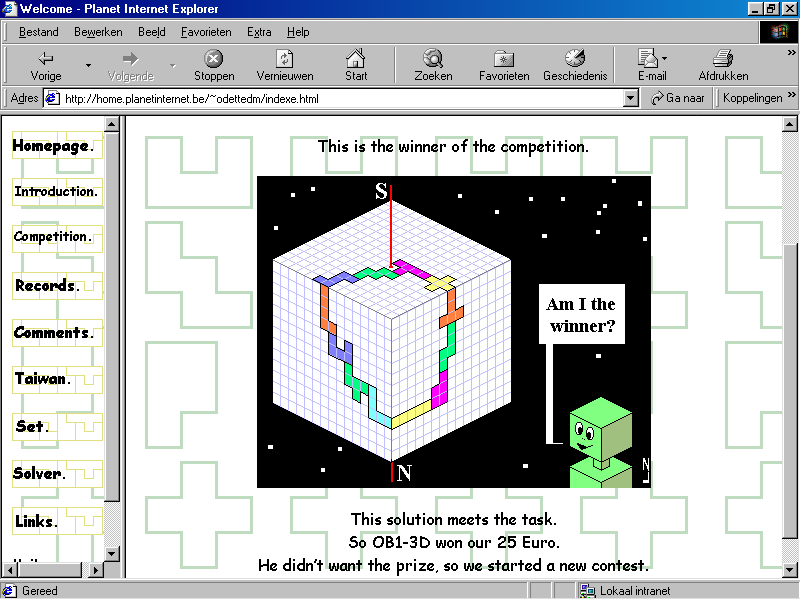 Welcome - Planet Internet Explorer
Bestand Bewerken Beeld Favorieten Extra Help
Vorige Volgende Stoppen Vernieuwen Start Zoeken Favorieten Geschiedenis E-mail Afdrukken
Adres http://home.planetinternet.be/~odettedm/indexe.html Ga naar Koppelingen
Homepage.
Introduction.
Competition.
Records.
Comments.
Taiwan.
Set.
Solver.
Links.
This is the winner of the competition.
S
Am I the
winner?
N
N
This solution meets the task.
So OB1-3D won our 25 Euro.
He didn't want the prize, so we started a new contest.
Gereed Lokaal intranet